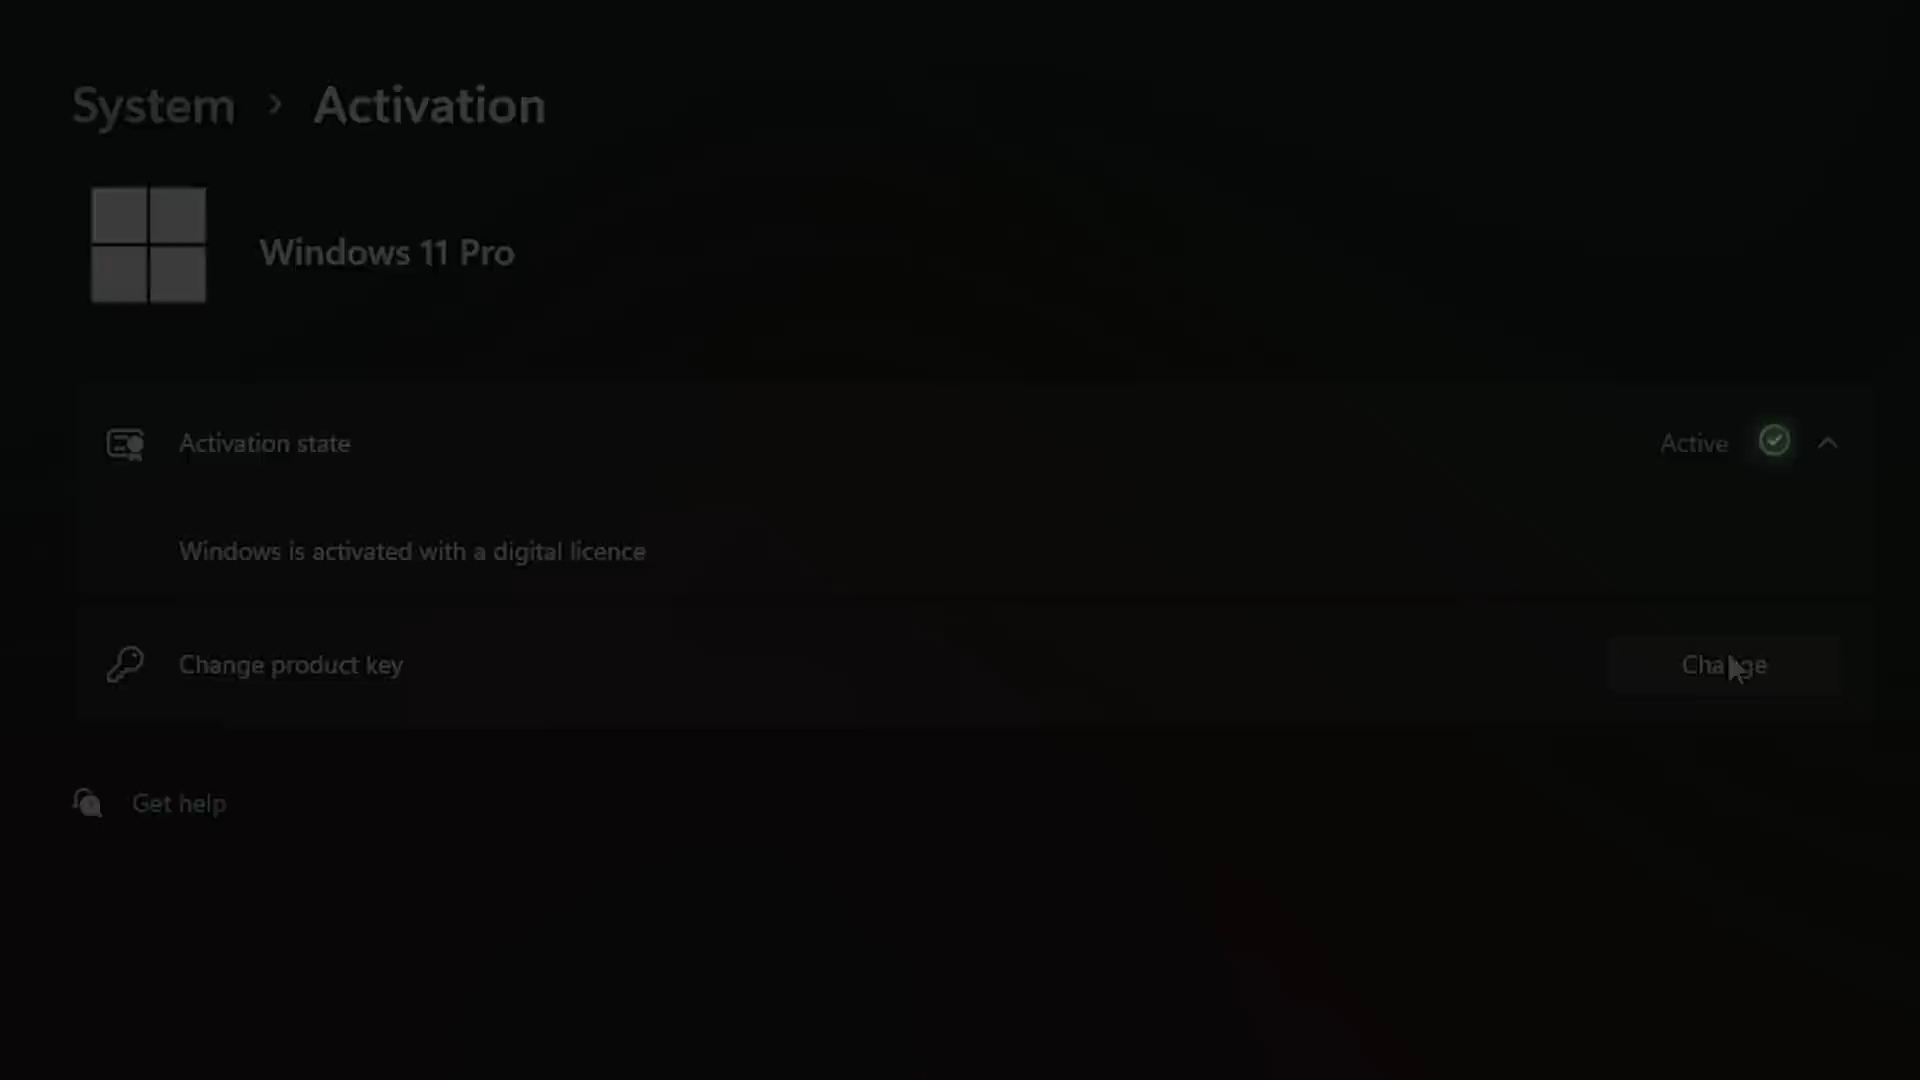 System > Activation
Windows 11 Pro
Activation state
Active
Windows is activated with a digital licence
Change product key
Change
Get help